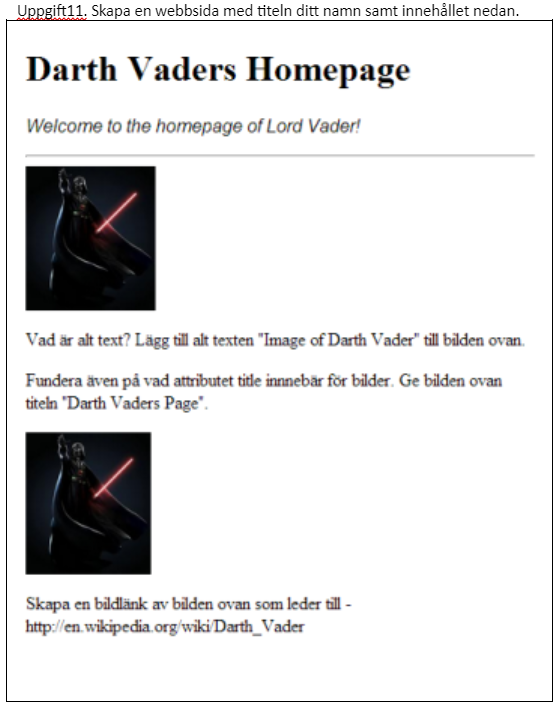 Uppgift11. Skapa en webbsida med titeln ditt namn samt innehållet nedan.
Darth Vaders Homepage
Welcome to the homepage of Lord Vader!
Vad är alt text? Lägg till alt texten "Image of Darth Vader" till bilden ovan.
Fundera även på vad attributet title innnebär för bilder. Ge bilden ovan
titeln "Darth Vaders Page".
Skapa en bildlänk av bilden ovan som leder till -
http://en.wikipedia.org/wiki/Darth_Vader